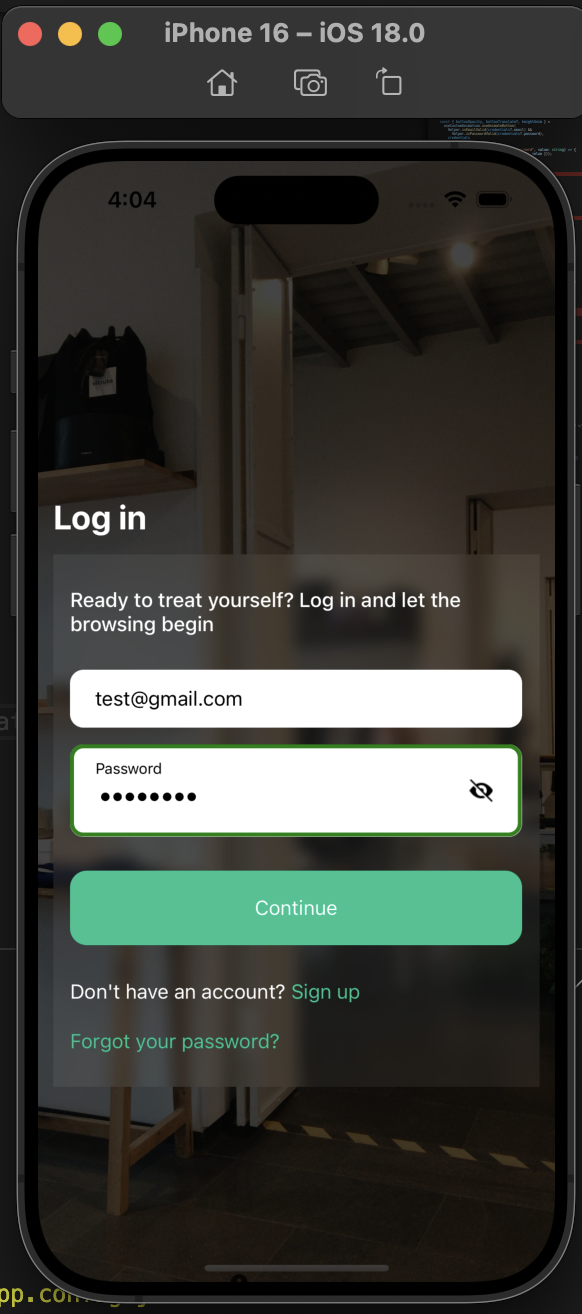 iPhone 16 – iOS 18.0
4:04
Log in
Ready to treat yourself? Log in and let the
browsing begin
test@gmail.com
Password
••••••••
Continue
Don't have an account? Sign up
Forgot your password?